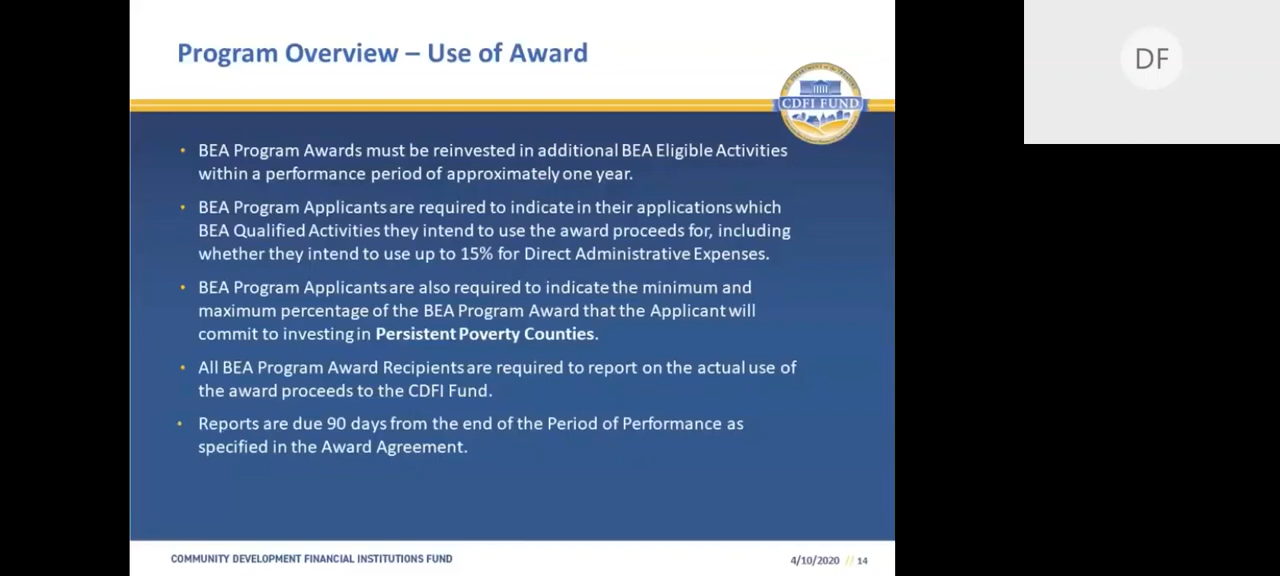 Program Overview – Use of Award
DF
CDFI FUND
• BEA Program Awards must be reinvested in additional BEA Eligible Activities
within a performance period of approximately one year.
• BEA Program Applicants are required to indicate in their applications which
BEA Qualified Activities they intend to use the award proceeds for, including
whether they intend to use up to 15% for Direct Administrative Expenses.
• BEA Program Applicants are also required to indicate the minimum and
maximum percentage of the BEA Program Award that the Applicant will
commit to investing in Persistent Poverty Counties.
• All BEA Program Award Recipients are required to report on the actual use of
the award proceeds to the CDFI Fund.
• Reports are due 90 days from the end of the Period of Performance as
specified in the Award Agreement.
COMMUNITY DEVELOPMENT FINANCIAL INSTITUTIONS FUND
4/10/2020 // 14